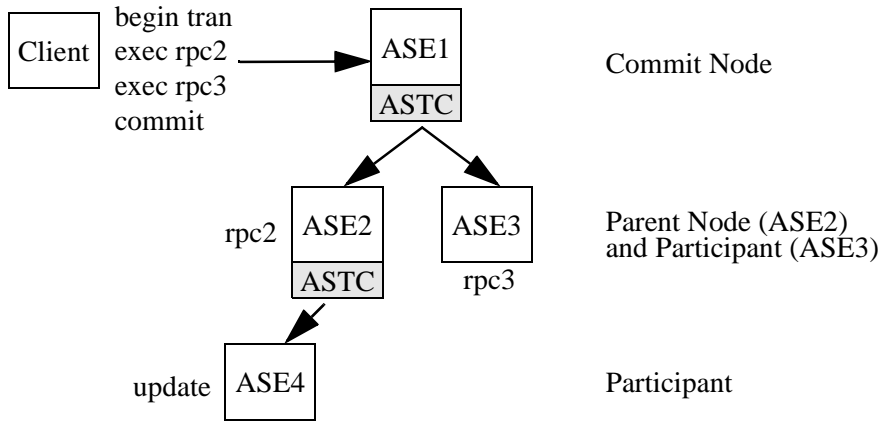 begin tran
Client
exec rpc2
exec rpc3
commit
ASE1
ASTC
Commit Node
rpc2
ASE2
ASTC
ASE3
rpc3
Parent Node (ASE2)
and Participant (ASE3)
update
ASE4
Participant